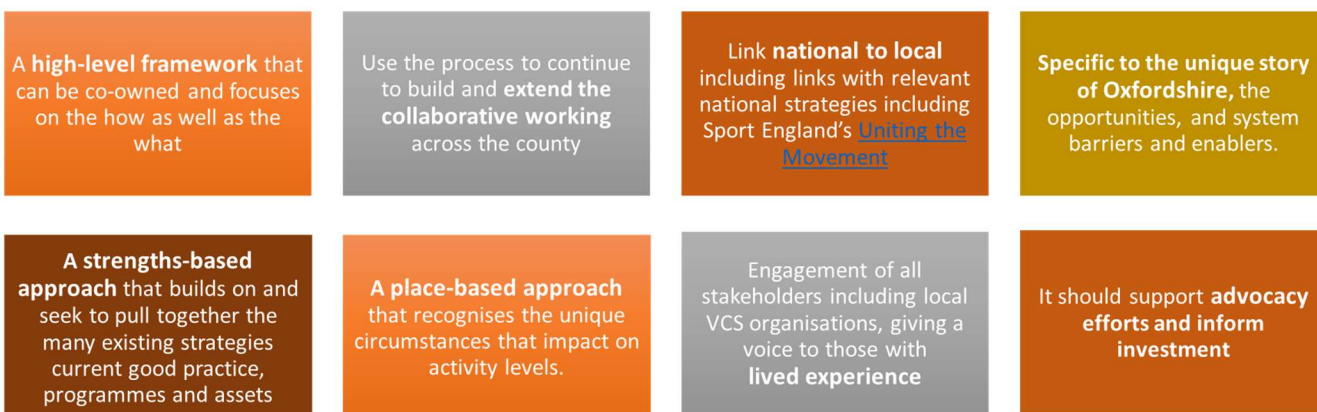 A high-level framework that
can be co-owned and focuses
on the how as well as the
what
Use the process to continue
to build and extend the
collaborative working
across the county
Link national to local
including links with relevant
national strategies including
Sport England's Uniting the
Movement
Specific to the unique story
of Oxfordshire, the
opportunities, and system
barriers and enablers.
A strengths-based
approach that builds on and
seek to pull together the
many existing strategies
current good practice,
programmes and assets
A place-based approach
that recognises the unique
circumstances that impact on
activity levels.
Engagement of all
stakeholders including local
VCS organisations, giving a
voice to those with
lived experience
It should support advocacy
efforts and inform
investment